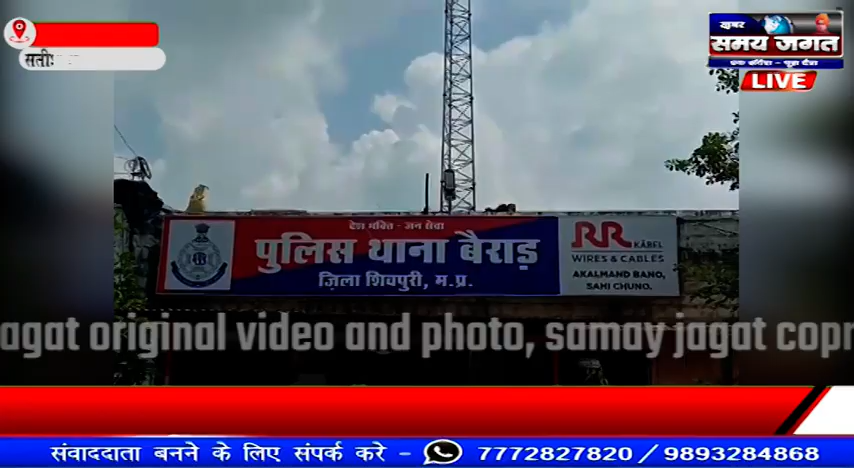 ख़बर
समय जगत
LIVE
देश भक्ति - जन सेवा
पुलिस थाना बैराड़
ज़िला शिवपुरी, म.प्र.
RR KABEL
WIRES & CABLES
AKALMAND BANO,
SAHI CHUNO.
agat original video and photo, samay jagat copr
संवाददाता बनने के लिए संपर्क करे - 7772827820 / 9893284868